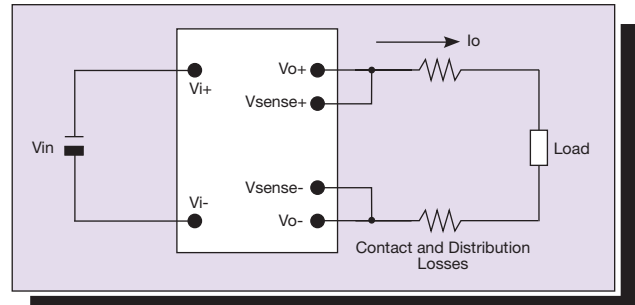 Io
Vo+
Vi+
Vsense+
Vin
Load
Vsense-
Vi-
Vo-
Contact and Distribution
Losses